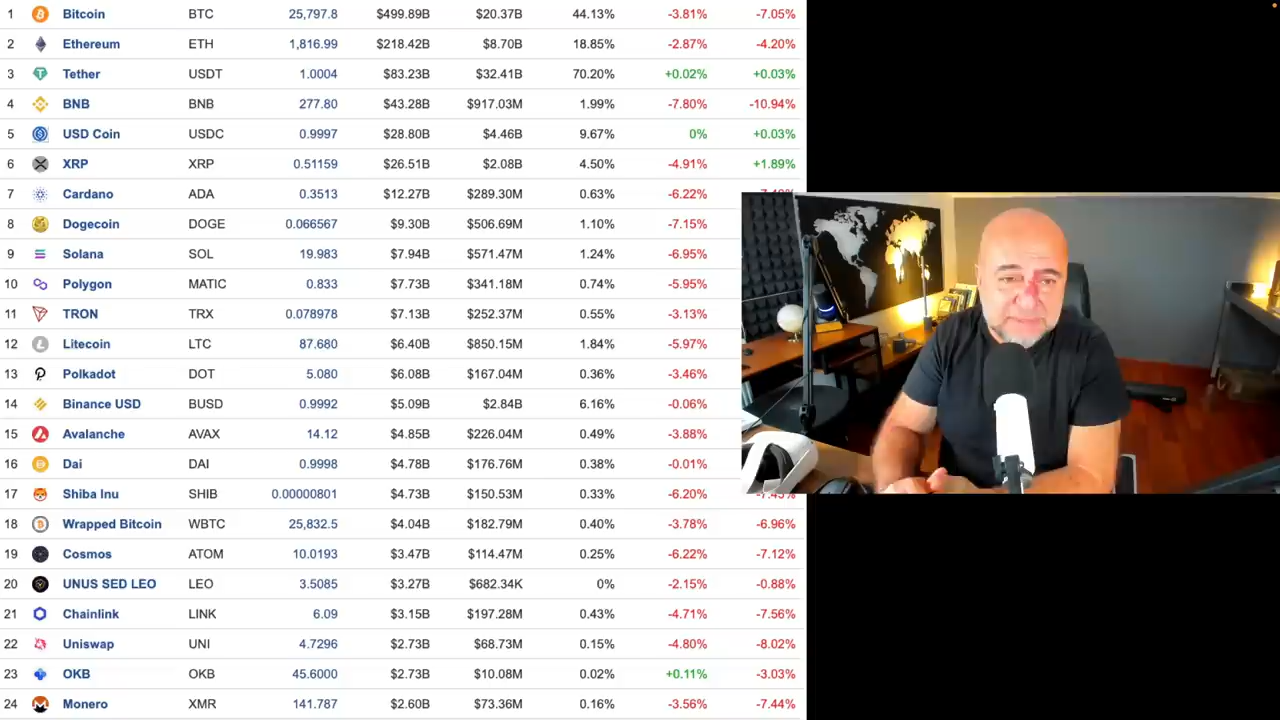 1 Bitcoin BTC 25,797.8 $499.89B $20.37B 44.13% -3.81% -7.05%
2 Ethereum ETH 1,816.99 $218.42B $8.70B 18.85% -2.87% -4.20%
3 Tether USDT 1.0004 $83.23B $32.41B 70.20% +0.02% +0.03%
4 BNB BNB 277.80 $43.28B $917.03M 1.99% -7.80% -10.94%
5 USD Coin USDC 0.9997 $28.80B $4.46B 9.67% 0% +0.03%
6 XRP XRP 0.51159 $26.51B $2.08B 4.50% -4.91% +1.89%
7 Cardano ADA 0.3513 $12.27B $289.30M 0.63% -6.22%
8 Dogecoin DOGE 0.066567 $9.30B $506.69M 1.10% -7.15%
9 Solana SOL 19.983 $7.94B $571.47M 1.24% -6.95%
10 Polygon MATIC 0.833 $7.73B $341.18M 0.74% -5.95%
11 TRON TRX 0.078978 $7.13B $252.37M 0.55% -3.13%
12 Litecoin LTC 87.680 $6.40B $850.15M 1.84% -5.97%
13 Polkadot DOT 5.080 $6.08B $167.04M 0.36% -3.46%
14 Binance USD BUSD 0.9992 $5.09B $2.84B 6.16% -0.06%
15 Avalanche AVAX 14.12 $4.85B $226.04M 0.49% -3.88%
16 Dai DAI 0.9998 $4.78B $176.76M 0.38% -0.01%
17 Shiba Inu SHIB 0.00000801 $4.73B $150.53M 0.33% -6.20%
18 Wrapped Bitcoin WBTC 25,832.5 $4.04B $182.79M 0.40% -3.78% -6.96%
19 Cosmos ATOM 10.0193 $3.47B $114.47M 0.25% -6.22% -7.12%
20 UNUS SED LEO LEO 3.5085 $3.27B $682.34K 0% -2.15% -0.88%
21 Chainlink LINK 6.09 $3.15B $197.28M 0.43% -4.71% -7.56%
22 Uniswap UNI 4.7296 $2.73B $68.73M 0.15% -4.80% -8.02%
23 OKB OKB 45.6000 $2.73B $10.08M 0.02% +0.11% -3.03%
24 Monero XMR 141.787 $2.60B $73.36M 0.16% -3.56% -7.44%